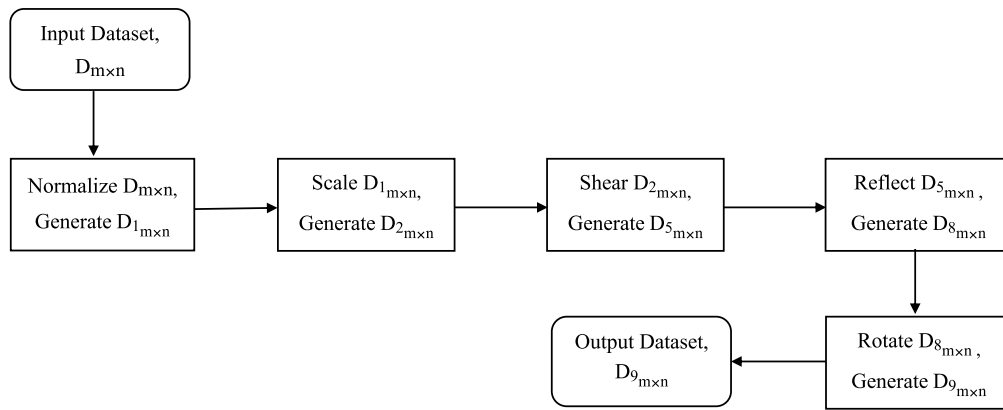 Input Dataset,
Dm×n
Normalize Dm×n,
Generate D1m×n
Scale D1m×n,
Generate D2m×n
Shear D2m×n,
Generate D5m×n
Reflect D5m×n ,
Generate D8m×n
Rotate D8m×n ,
Generate D9m×n
Output Dataset,
D9m×n